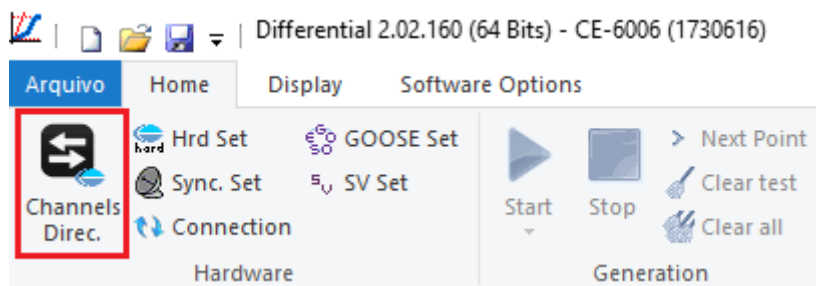 Differential 2.02.160 (64 Bits) - CE-6006 (1730616)
Arquivo Home Display Software Options
Channels Direc.
hard Hrd Set
Sync. Set
Connection
GOOSE Set
SV Set
Hardware
Start
Stop
Next Point
Clear test
Clear all
Generation